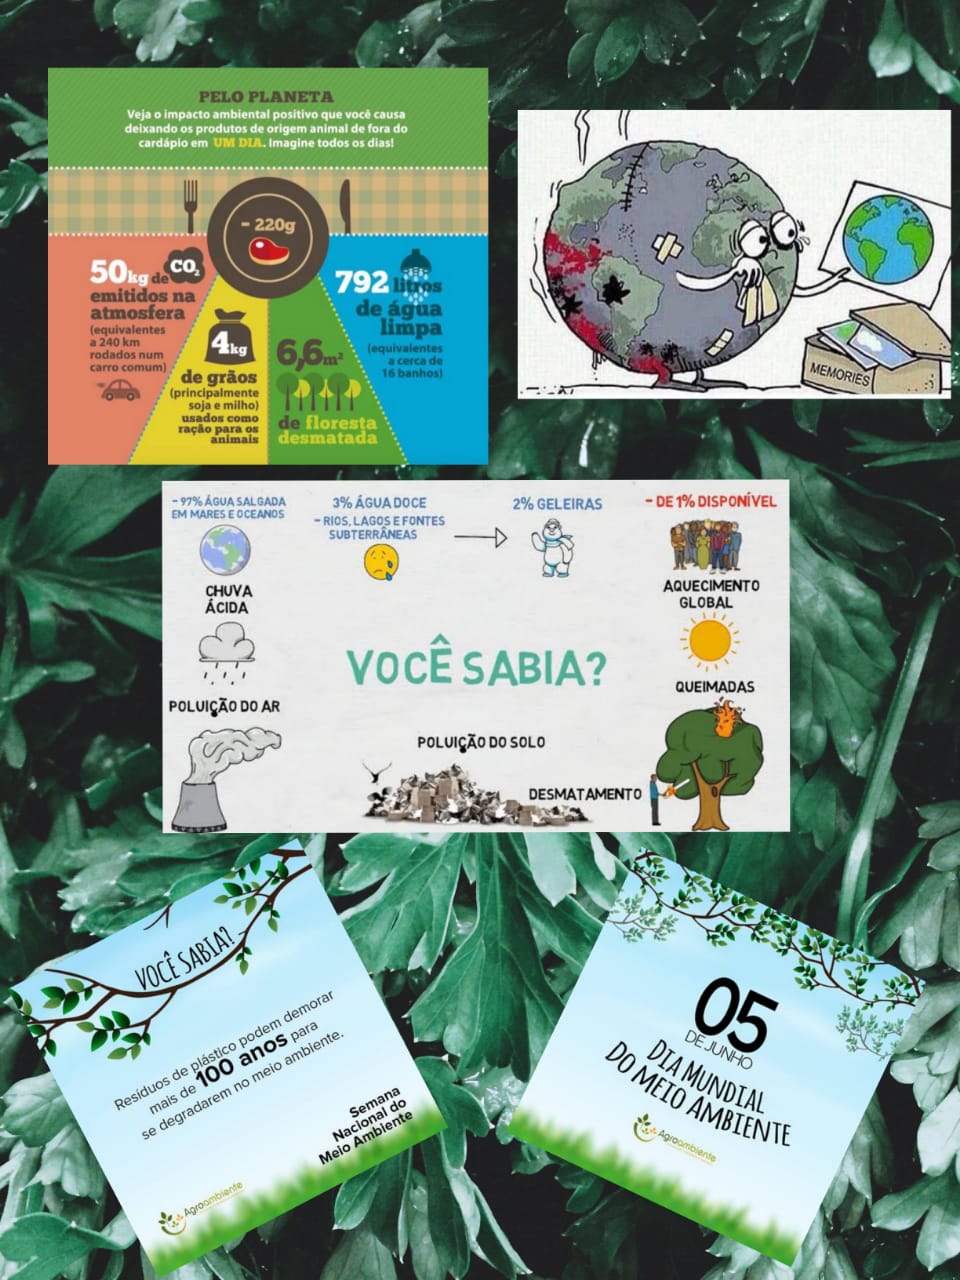 PELO PLANETA
Veja o impacto ambiental positivo que você causa
deixando os produtos de origem animal de fora do
cardápio em UM DIA. Imagine todos os dias!
- 220g
50kg de CO2
emitidos na
atmosfera
(equivalentes
a 240 km
rodados num
carro comum)
4kg
de grãos
(principalmente
soja e milho)
usados como
ração para os
animais
6,6m²
de floresta
desmatada
792 litros
de água
limpa
(equivalentes
a cerca de
16 banhos)
MEMORIES
- 97% ÁGUA SALGADA
EM MARES E OCEANOS
3% ÁGUA DOCE
- RIOS, LAGOS E FONTES
SUBTERRÂNEAS
2% GELEIRAS
- DE 1% DISPONÍVEL
CHUVA
ÁCIDA
AQUECIMENTO
GLOBAL
VOCÊ SABIA?
POLUIÇÃO DO AR
QUEIMADAS
POLUIÇÃO DO SOLO
DESMATAMENTO
VOCÊ SABIA?
Resíduos de plástico podem demorar
mais de 100 anos para
se degradarem no meio ambiente.
Semana
Nacional do
Meio Ambiente
Agroambiente
05
DE JUNHO
DIA MUNDIAL
DO MEIO AMBIENTE
Agroambiente